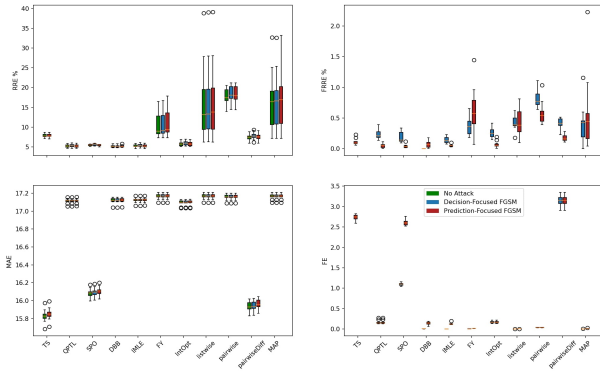 RRE %
40
35
30
25
20
15
10
5
FRRE %
2.0
1.5
1.0
0.5
0.0
MAE
17.2
17.0
16.8
16.6
16.4
16.2
16.0
15.8
TS
QPTL
SPO
DBB
IMLE
FY
IntOpt
listwise
pairwise
pairwiseDiff
MAP
No Attack
Decision-Focused FGSM
Prediction-Focused FGSM
FE
3.5
3.0
2.5
2.0
1.5
1.0
0.5
0.0
TS
QPTL
SPO
DBB
IMLE
FY
IntOpt
listwise
pairwise
pairwiseDiff
MAP